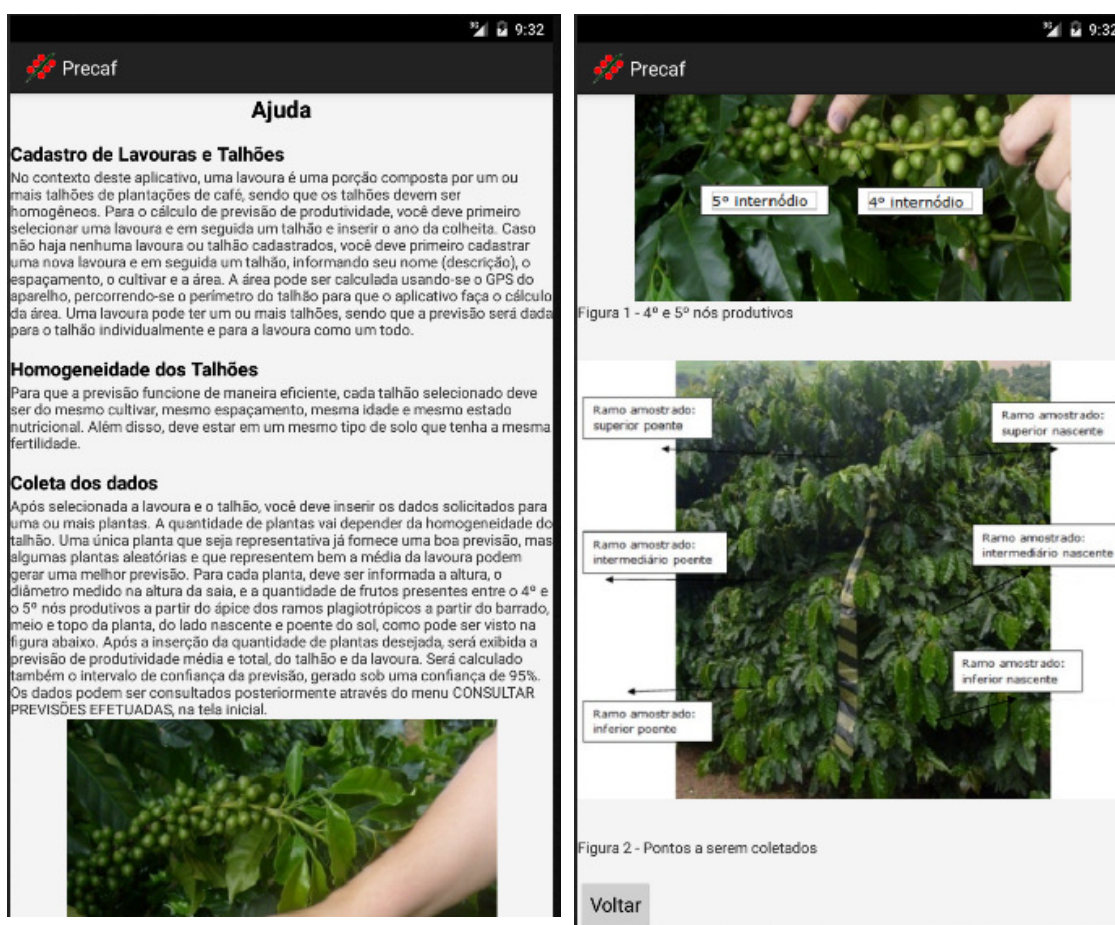 9:32
Precaf
Ajuda
Cadastro de Lavouras e Talhões
No contexto deste aplicativo, uma lavoura é uma porção composta por um ou
mais talhões de plantações de café, sendo que os talhões devem ser
homogêneos. Para o cálculo de previsão de produtividade, você deve primeiro
selecionar uma lavoura e em seguida um talhão e inserir o ano da colheita. Caso
não haja nenhuma lavoura ou talhão cadastrados, você deve primeiro cadastrar
uma nova lavoura e em seguida um talhão, informando seu nome (descrição), o
espaçamento, o cultivar e a área. A área pode ser calculada usando-se o GPS do
aparelho, percorrendo-se o perímetro do talhão para que o aplicativo faça o cálculo
da área. Uma lavoura pode ter um ou mais talhões, sendo que a previsão será dada
para o talhão individualmente e para a lavoura como um todo.
Homogeneidade dos Talhões
Para que a previsão funcione de maneira eficiente, cada talhão selecionado deve
ser do mesmo cultivar, mesmo espaçamento, mesma idade e mesmo estado
nutricional. Além disso, deve estar em um mesmo tipo de solo que tenha a mesma
fertilidade.
Coleta dos dados
Após selecionada a lavoura e o talhão, você deve inserir os dados solicitados para
uma ou mais plantas. A quantidade de plantas vai depender da homogeneidade do
talhão. Uma única planta que seja representativa já fornece uma boa previsão, mas
algumas plantas aleatórias e que representem bem a média da lavoura podem
gerar uma melhor previsão. Para cada planta, deve ser informada a altura, o
diâmetro medido na altura da saia, e a quantidade de frutos presentes entre o 4º e
o 5º nós produtivos a partir do ápice dos ramos plagiotrópicos a partir do barrado,
meio e topo da planta, do lado nascente e poente do sol, como pode ser visto na
figura abaixo. Após a inserção da quantidade de plantas desejada, será exibida a
previsão de produtividade média e total, do talhão e da lavoura. Será calculado
também o intervalo de confiança da previsão, gerado sob uma confiança de 95%.
Os dados podem ser consultados posteriormente através do menu CONSULTAR
PREVISÕES EFETUADAS, na tela inicial.
3G
9:32
Precaf
5º internódio
4º internódio
Figura 1 - 4º e 5º nós produtivos
Ramo amostrado:
superior poente
Ramo amostrado:
superior nascente
Ramo amostrado:
intermediário poente
Ramo amostrado:
intermediário nascente
Ramo amostrado:
inferior nascente
Ramo amostrado:
inferior poente
Figura 2 - Pontos a serem coletados
Voltar